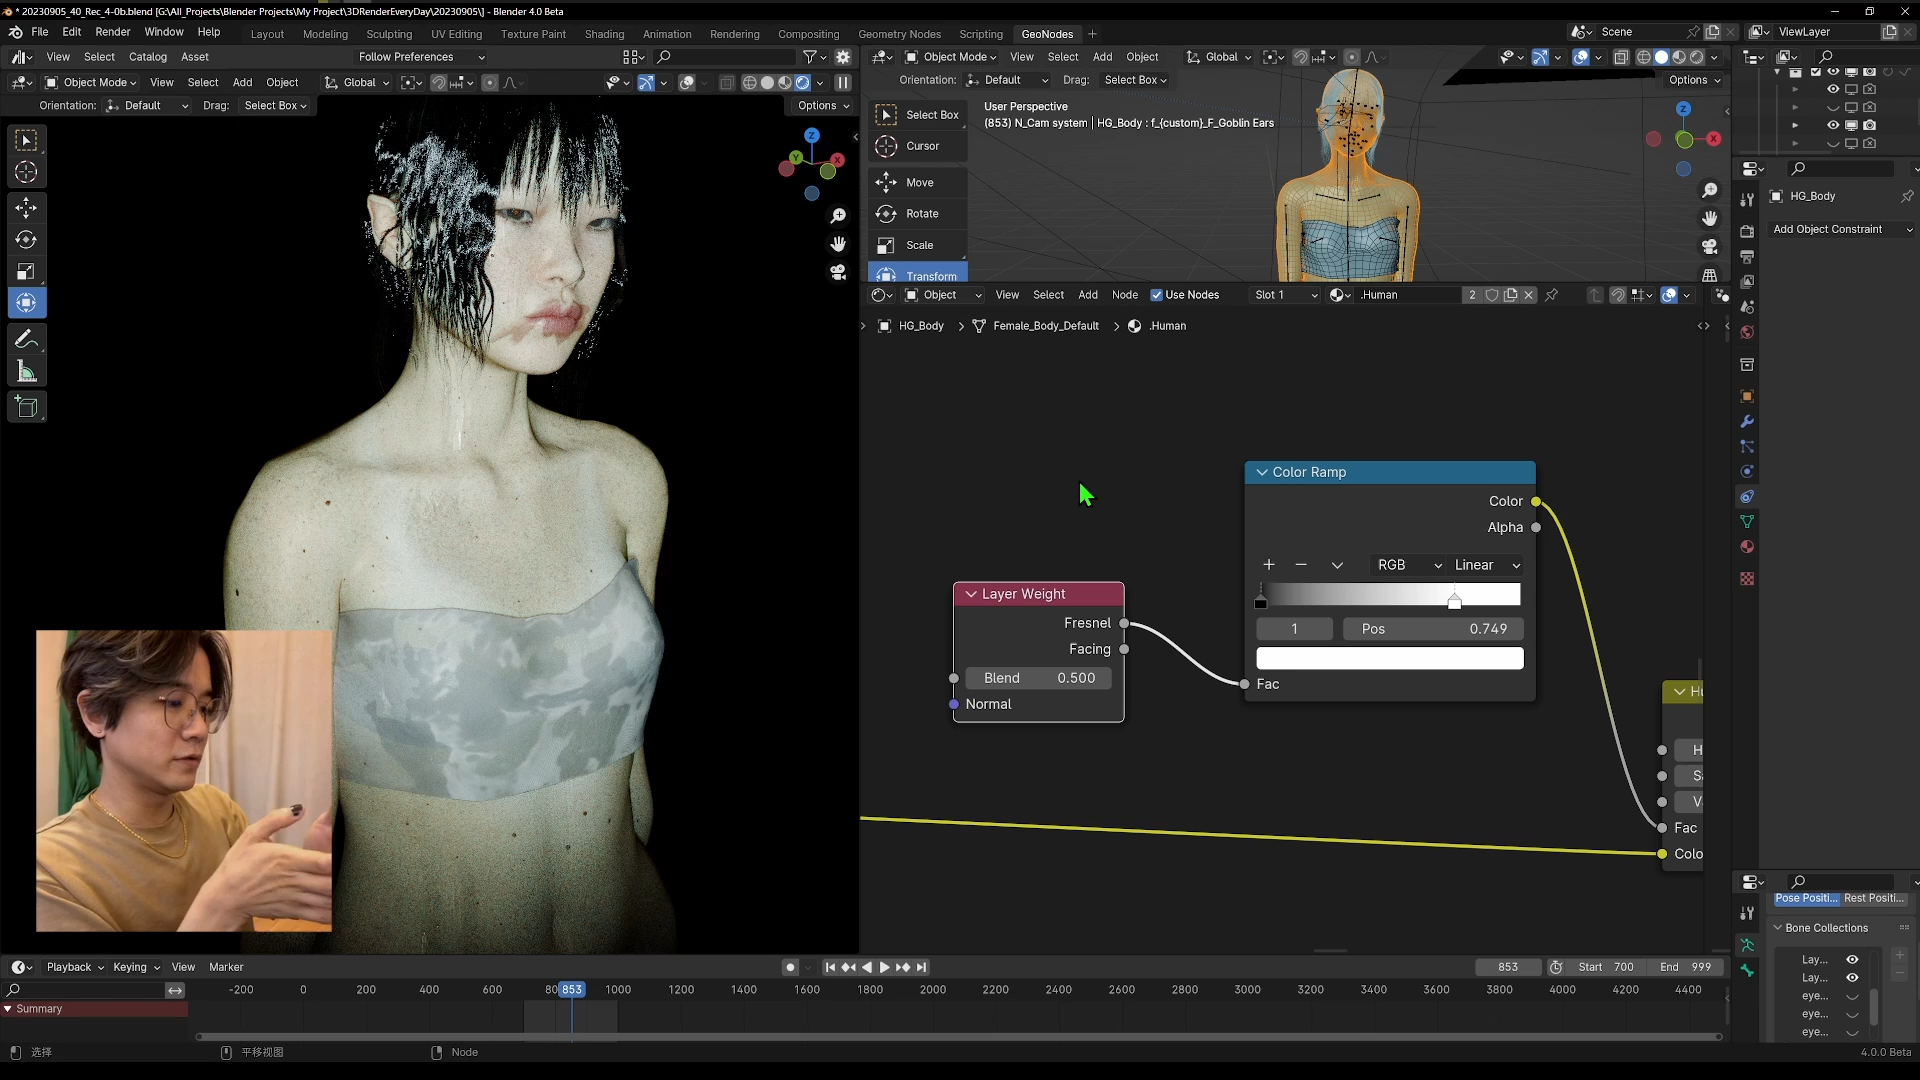 * 20230905_40_Rec_4-0b.blend [G:\All_Projects\Blender Projects\My Project\3DRenderEveryDay\20230905\] - Blender 4.0 Beta
File Edit Render Window Help Layout Modeling Sculpting UV Editing Texture Paint Shading Animation Rendering Compositing Geometry Nodes Scripting GeoNodes + Scene ViewLayer
View Select Catalog Asset Follow Preferences
Object Mode View Select Add Object Global
Orientation: Default Drag: Select Box Options
Object Mode View Select Add Object Global
Orientation: Default Drag: Select Box Options
Select Box
Cursor
Move
Rotate
Scale
Transform
User Perspective
(853) N_Cam system | HG_Body : f_{custom}_F_Goblin Ears
Z
Y
X
Z
X
HG_Body
Add Object Constraint
Object View Select Add Node Use Nodes Slot 1 .Human 2
HG_Body > Female_Body_Default > .Human
Layer Weight
Fresnel
Facing
Blend 0.500
Normal
Color Ramp
Color
Alpha
RGB Linear
1 Pos 0.749
Fac
Fac
Colo
Pose Positi... Rest Positi...
Bone Collections
Lay...
Lay...
eye...
eye...
eye...
Playback Keying View Marker 853 Start 700 End 999
-200 0 200 400 600 80 853 1000 1200 1400 1600 1800 2000 2200 2400 2600 2800 3000 3200 3400 3600 3800 4000 4200 4400
Summary
选择 平移视图 Node 4.0.0 Beta